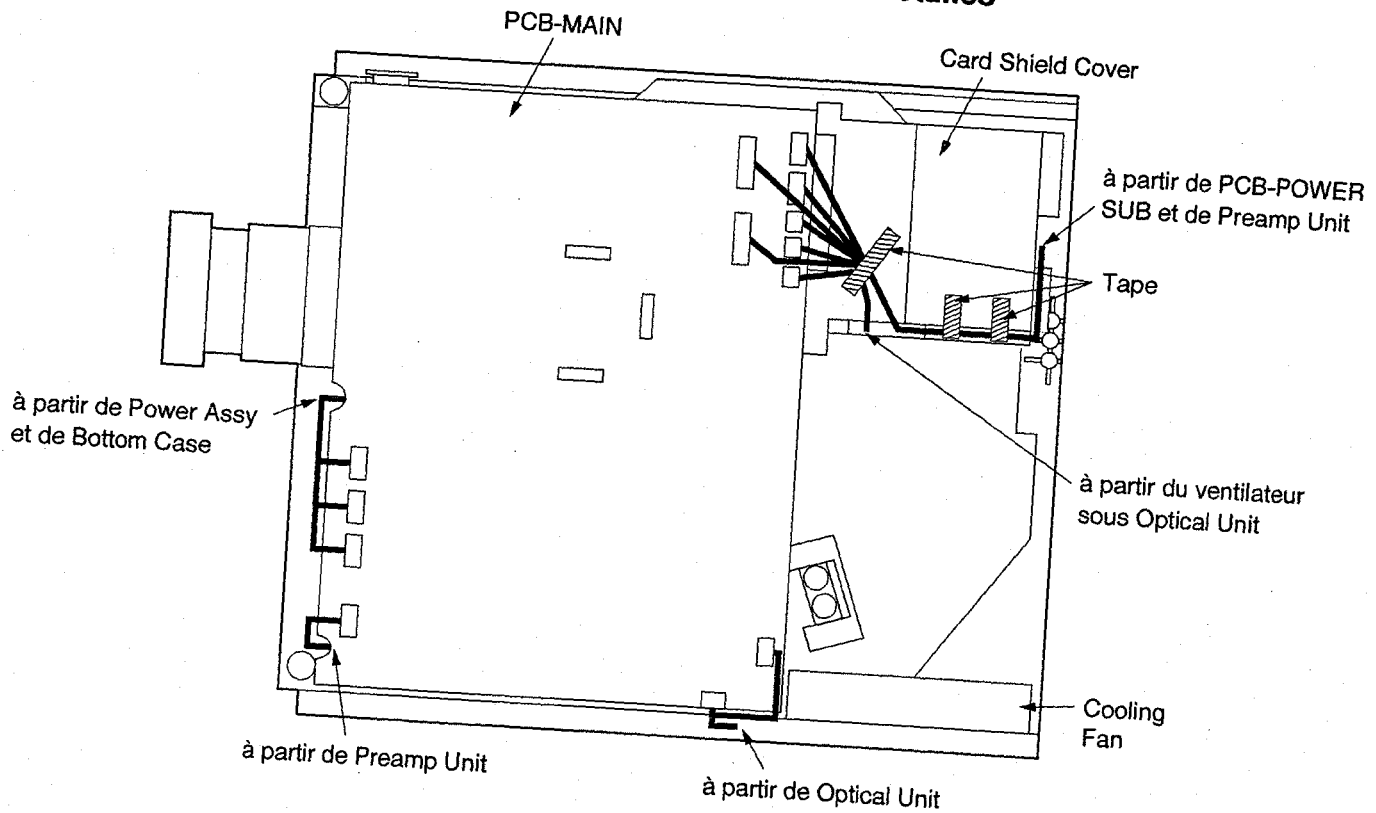 PCB-MAIN
Card Shield Cover
à partir de PCB-POWER
SUB et de Preamp Unit
Tape
à partir de Power Assy
et de Bottom Case
à partir du ventilateur
sous Optical Unit
Cooling
Fan
à partir de Preamp Unit
à partir de Optical Unit